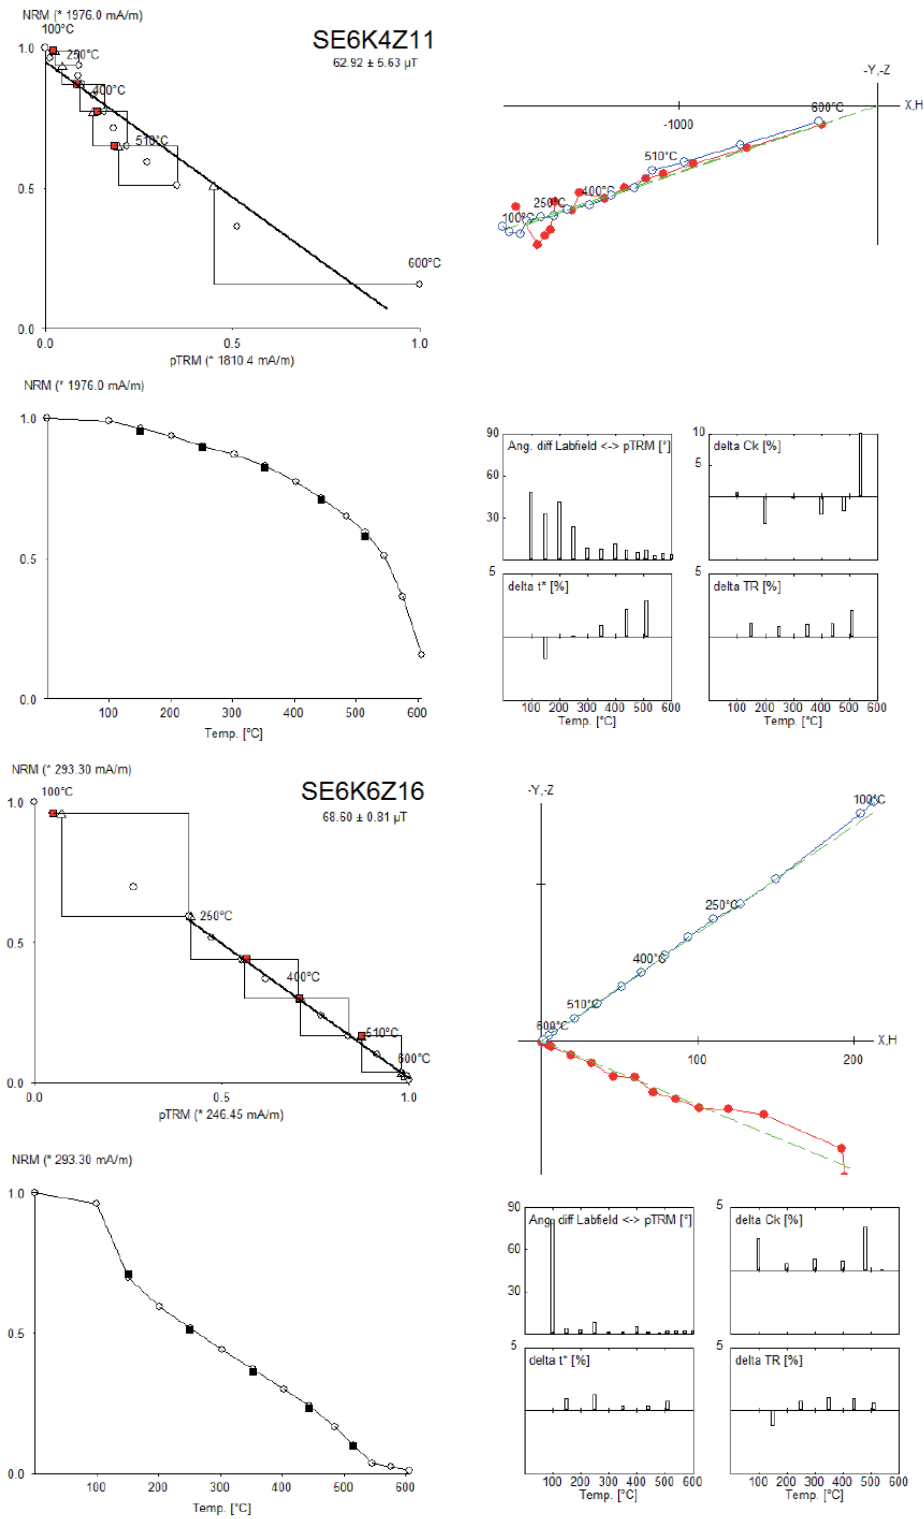 NRM (* 1976.0 mA/m)
SE6K4Z11
62.92 ± 5.63 µT
100°C
250°C
400°C
510°C
600°C
1.0
0.5
0.0
0.0 0.5 1.0
pTRM (* 1810.4 mA/m)
-Y,-Z
X,H
-1000
600°C
510°C
400°C
250°C
100°C
NRM (* 1976.0 mA/m)
1.0
0.5
0.0
100 200 300 400 500 600
Temp. [°C]
90
60
30
Ang. diff Labfield <-> pTRM [°]
10
5
delta Ck [%]
5
delta t* [%]
100 200 300 400 500 600
Temp. [°C]
5
delta TR [%]
100 200 300 400 500 600
Temp. [°C]
NRM (* 293.30 mA/m)
SE6K6Z16
68.60 ± 0.81 µT
100°C
250°C
400°C
510°C
600°C
1.0
0.5
0.0
0.0 0.5 1.0
pTRM (* 246.45 mA/m)
-Y,-Z
100°C
250°C
400°C
510°C
600°C
100 200 X,H
NRM (* 293.30 mA/m)
1.0
0.5
0.0
100 200 300 400 500 600
Temp. [°C]
90
60
30
Ang. diff Labfield <-> pTRM [°]
5
delta Ck [%]
5
delta t* [%]
100 200 300 400 500 600
Temp. [°C]
5
delta TR [%]
100 200 300 400 500 600
Temp. [°C]